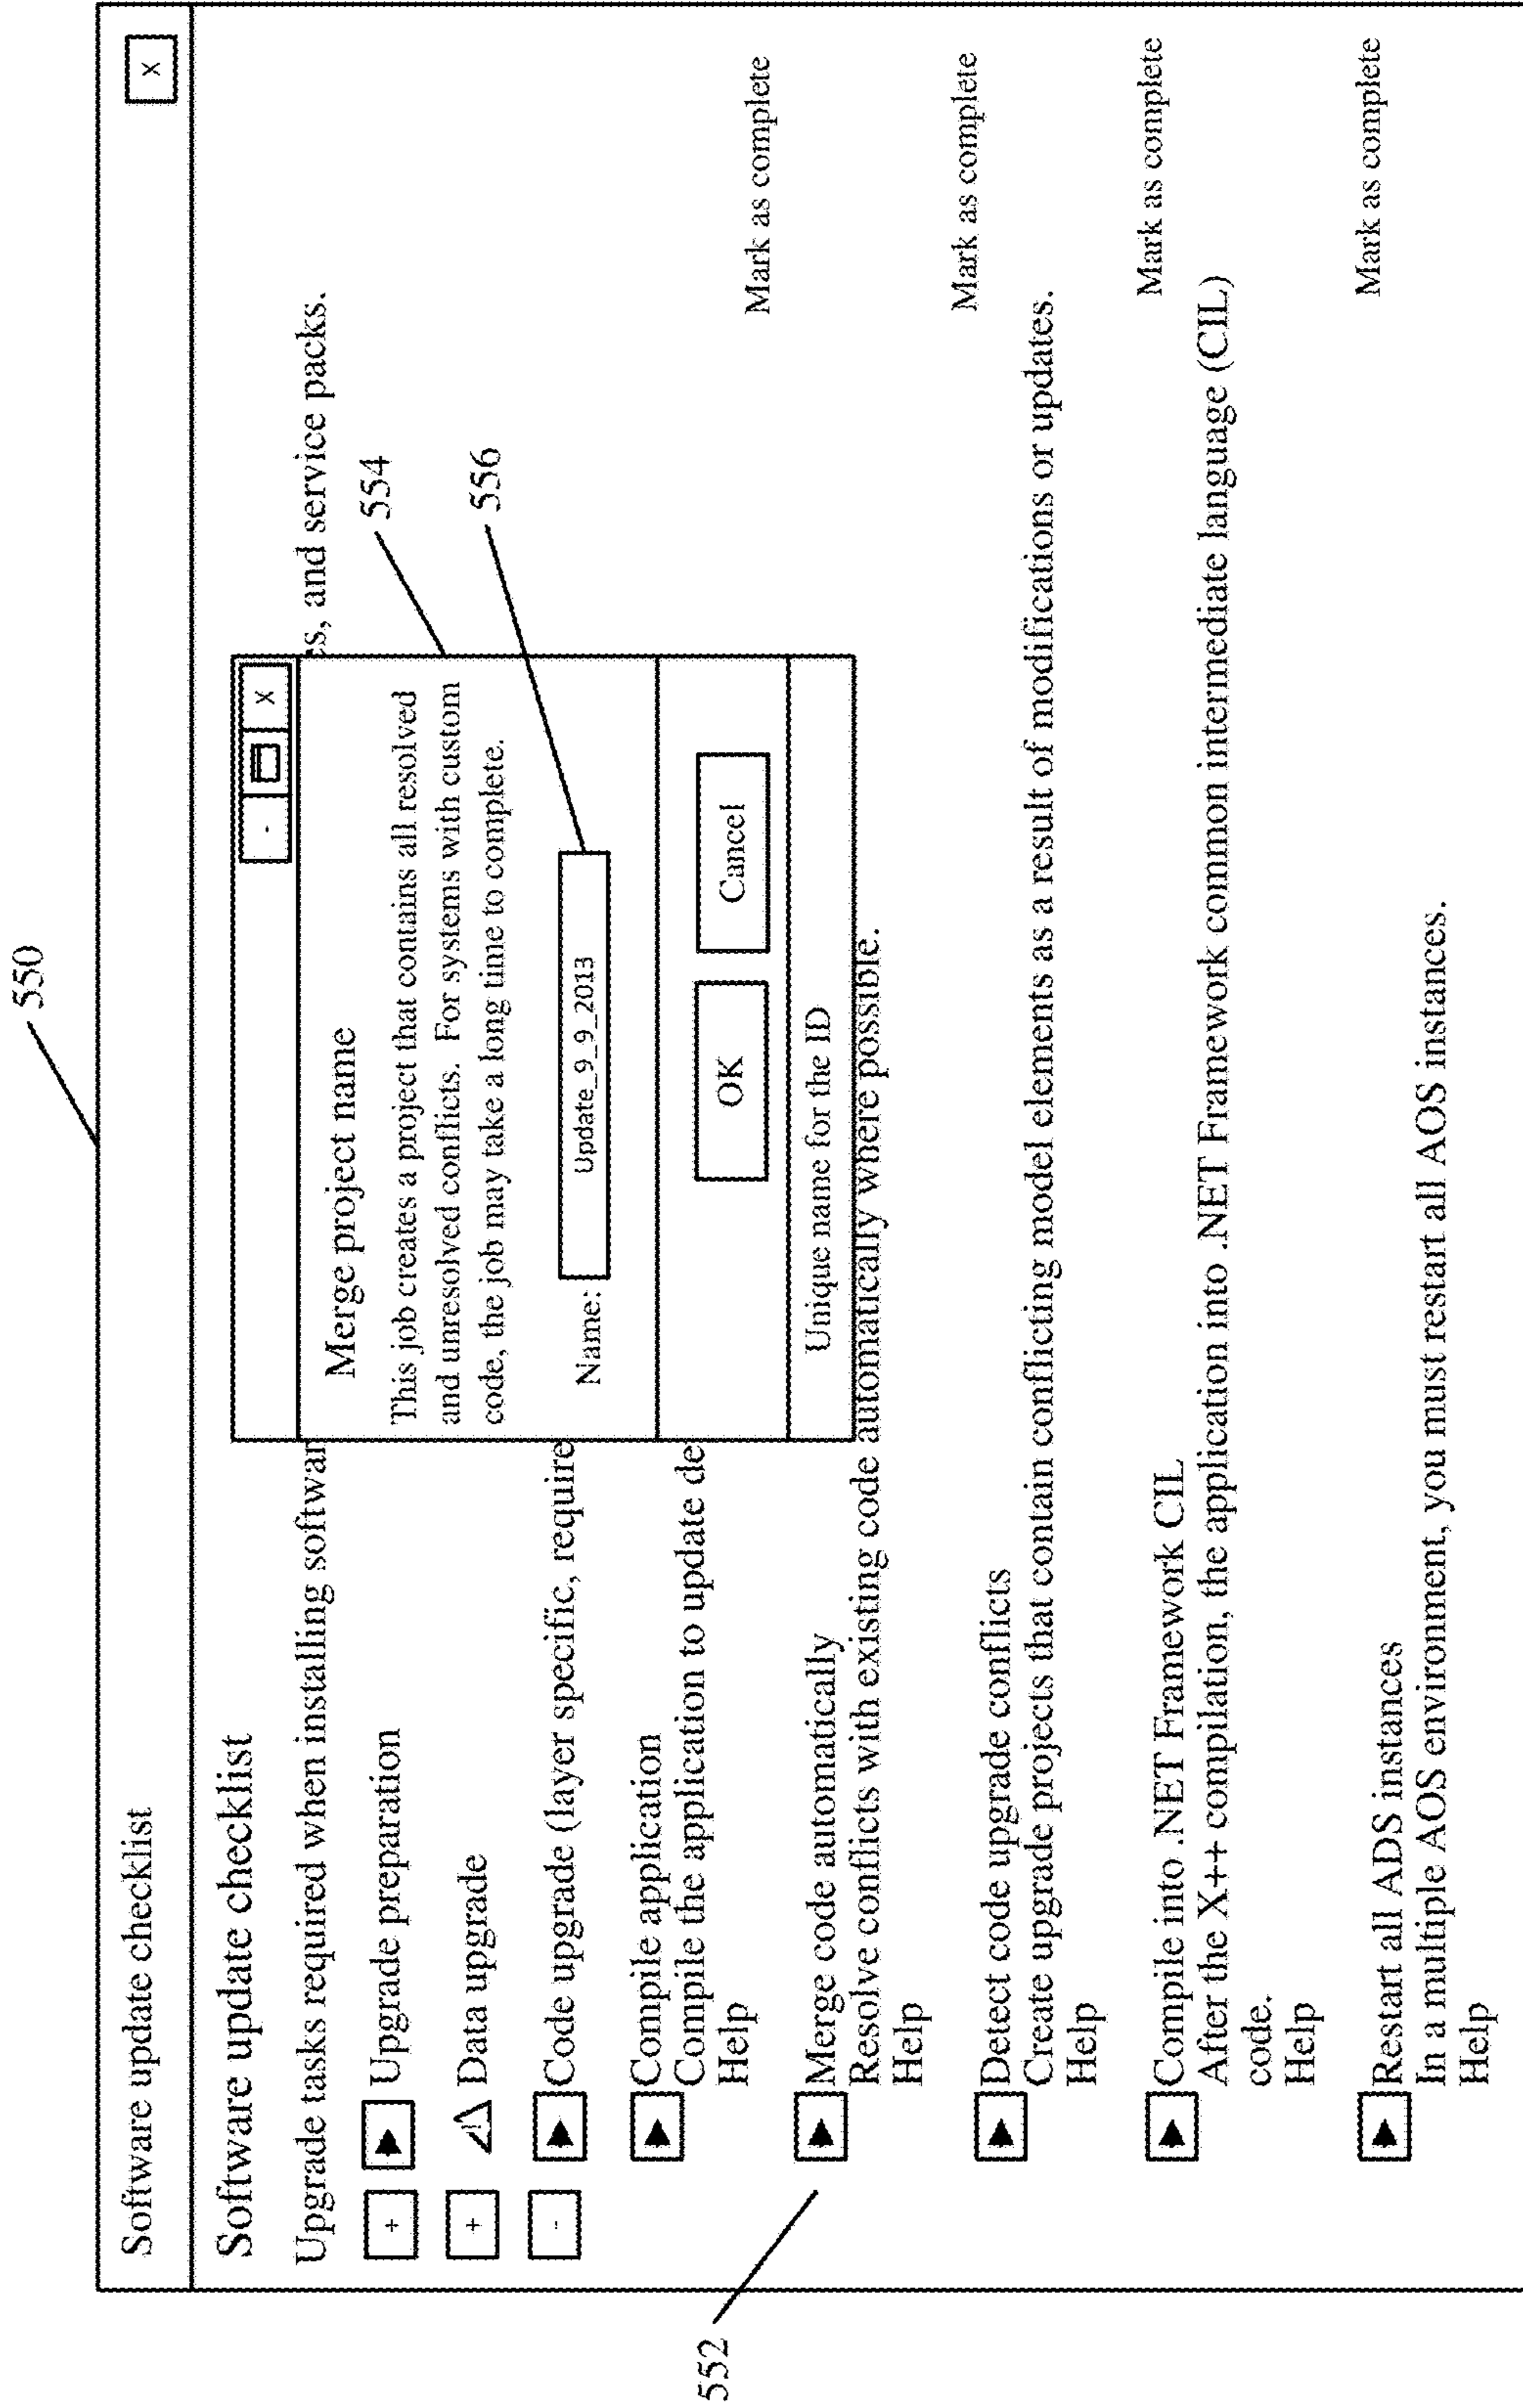 550
Software update checklist
X
Software update checklist
Upgrade tasks required when installing softwar
es, and service packs.
+ Upgrade preparation
+ Data upgrade
- Code upgrade (layer specific, require
Compile application
Mark as complete
Compile the application to update de
Help
552
Merge code automatically
Resolve conflicts with existing code automatically where possible.
Help
Detect code upgrade conflicts
Mark as complete
Create upgrade projects that contain conflicting model elements as a result of modifications or updates.
Help
Compile into .NET Framework CIL
Mark as complete
After the X++ compilation, the application into .NET Framework common intermediate language (CIL)
code.
Help
Restart all ADS instances
Mark as complete
In a multiple AOS environment, you must restart all AOS instances.
Help
- X
554
556
Merge project name
This job creates a project that contains all resolved
and unresolved conflicts. For systems with custom
code, the job may take a long time to complete.
Name: Update_9_9_2013
OK Cancel
Unique name for the ID